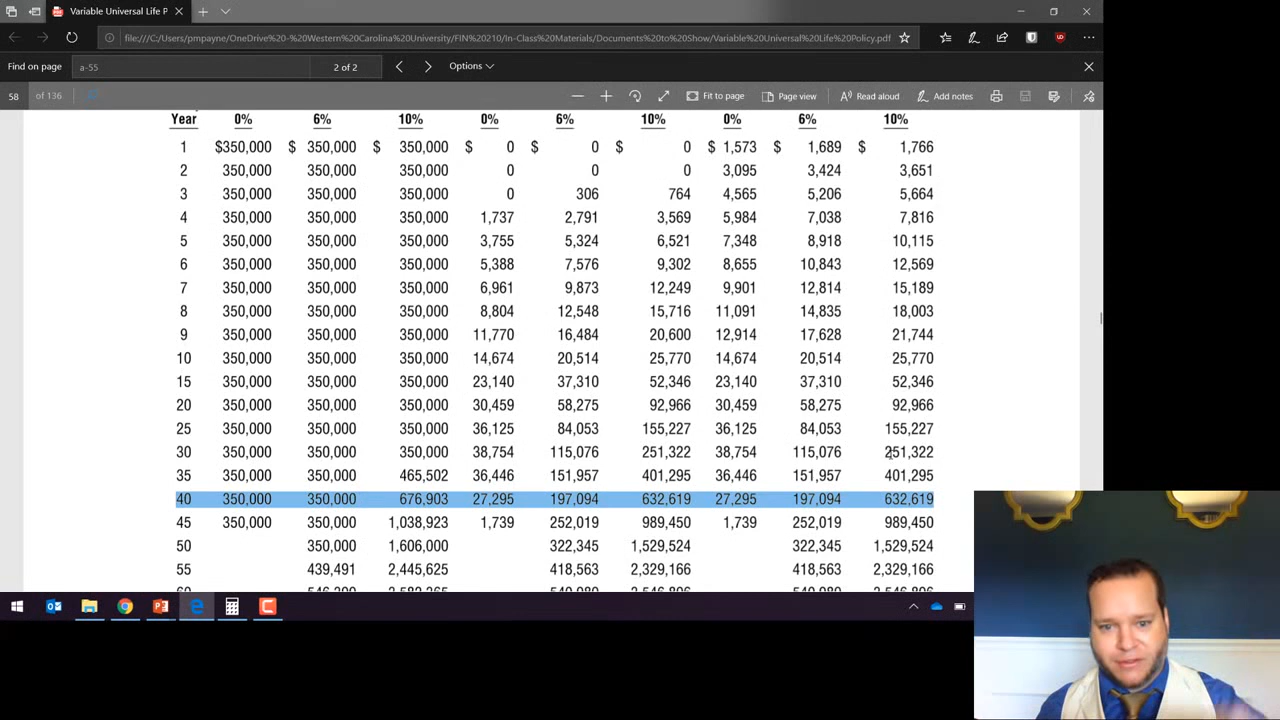 Variable Universal Life P
file:///C:/Users/pmpayne/OneDrive%20-%20Western%20Carolina%20University/FIN%20210/In-Class%20Materials/Documents%20to%20Show/Variable%20Universal%20Life%20Policy.pdf
Find on page a-55 2 of 2 Options
58 of 136 Fit to page Page view Read aloud Add notes
Year 0% 6% 10% 0% 6% 10% 0% 6% 10%
1 $350,000 $ 350,000 $ 350,000 $ 0 $ 0 $ 0 $ 1,573 $ 1,689 $ 1,766
2 350,000 350,000 350,000 0 0 0 3,095 3,424 3,651
3 350,000 350,000 350,000 0 306 764 4,565 5,206 5,664
4 350,000 350,000 350,000 1,737 2,791 3,569 5,984 7,038 7,816
5 350,000 350,000 350,000 3,755 5,324 6,521 7,348 8,918 10,115
6 350,000 350,000 350,000 5,388 7,576 9,302 8,655 10,843 12,569
7 350,000 350,000 350,000 6,961 9,873 12,249 9,901 12,814 15,189
8 350,000 350,000 350,000 8,804 12,548 15,716 11,091 14,835 18,003
9 350,000 350,000 350,000 11,770 16,484 20,600 12,914 17,628 21,744
10 350,000 350,000 350,000 14,674 20,514 25,770 14,674 20,514 25,770
15 350,000 350,000 350,000 23,140 37,310 52,346 23,140 37,310 52,346
20 350,000 350,000 350,000 30,459 58,275 92,966 30,459 58,275 92,966
25 350,000 350,000 350,000 36,125 84,053 155,227 36,125 84,053 155,227
30 350,000 350,000 350,000 38,754 115,076 251,322 38,754 115,076 251,322
35 350,000 350,000 465,502 36,446 151,957 401,295 36,446 151,957 401,295
40 350,000 350,000 676,903 27,295 197,094 632,619 27,295 197,094 632,619
45 350,000 350,000 1,038,923 1,739 252,019 989,450 1,739 252,019 989,450
50 350,000 1,606,000 322,345 1,529,524 322,345 1,529,524
55 439,491 2,445,625 418,563 2,329,166 418,563 2,329,166